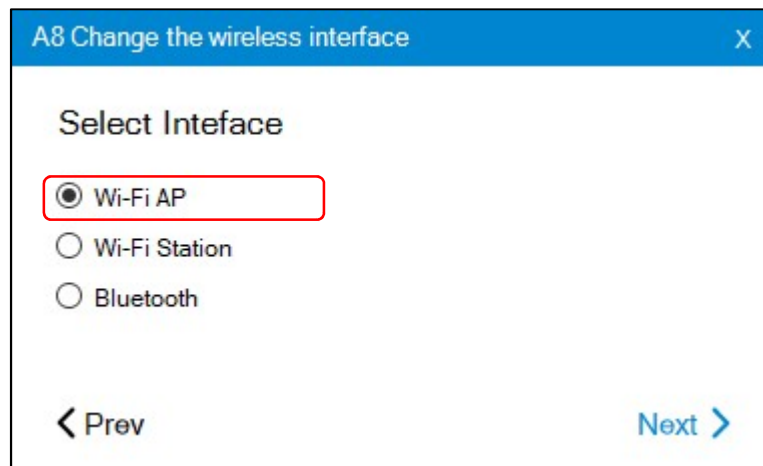 A8 Change the wireless interface X
Select Inteface
Wi-Fi AP
Wi-Fi Station
Bluetooth
Prev Next